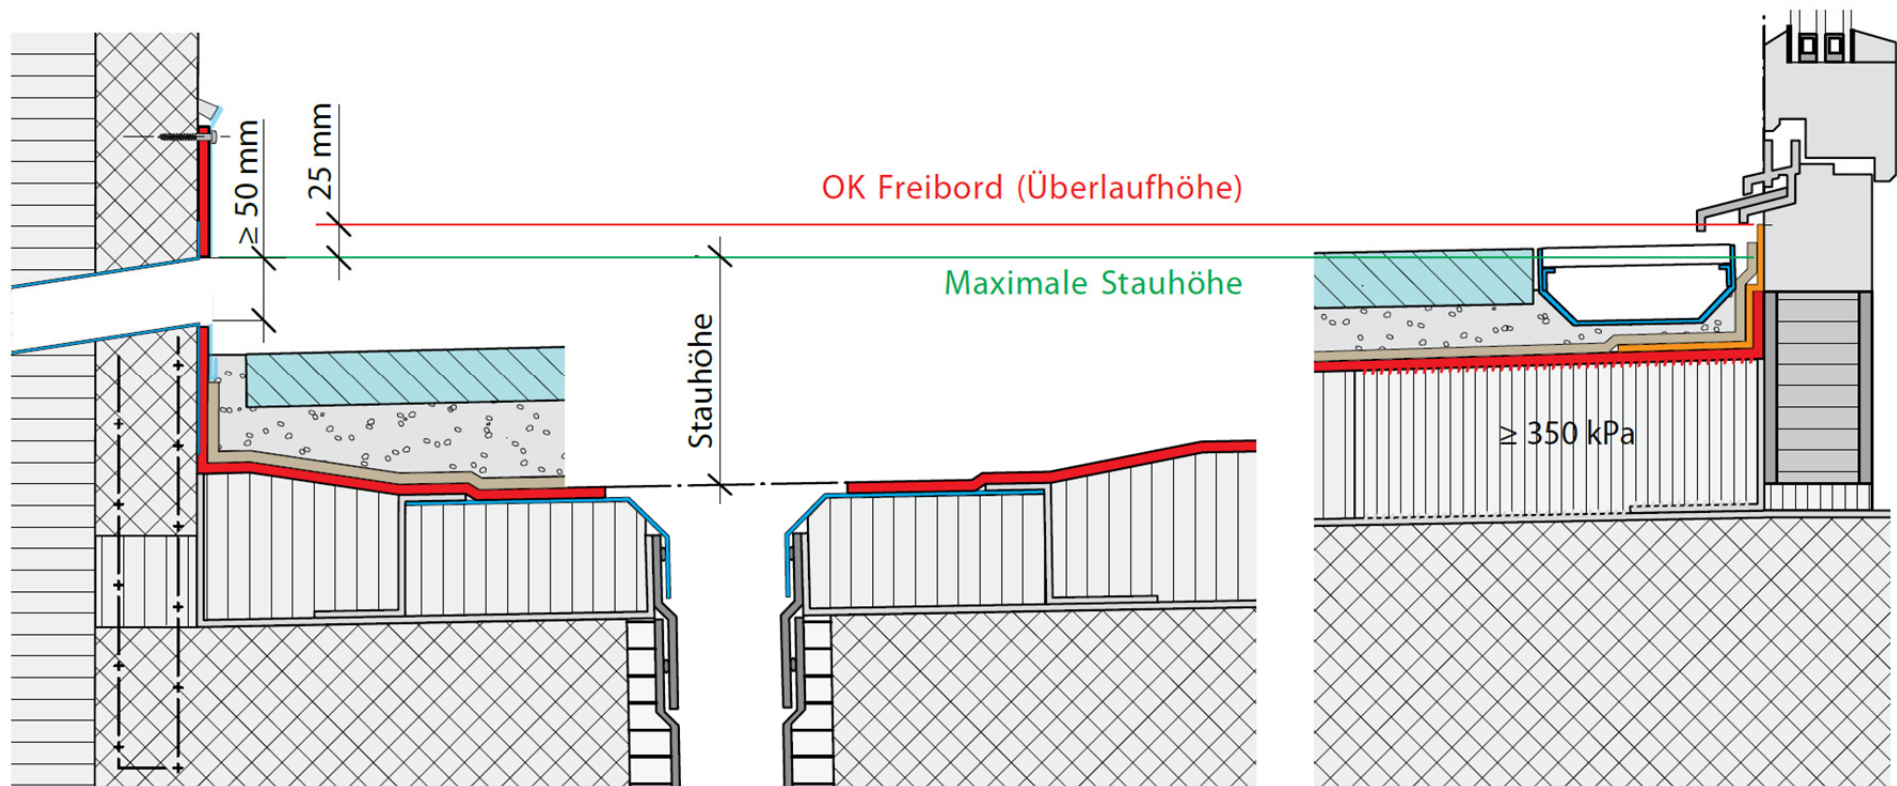 ≥ 50 mm
25 mm
OK Freibord (Überlaufhöhe)
Maximale Stauhöhe
Stauhöhe
≥ 350 kPa